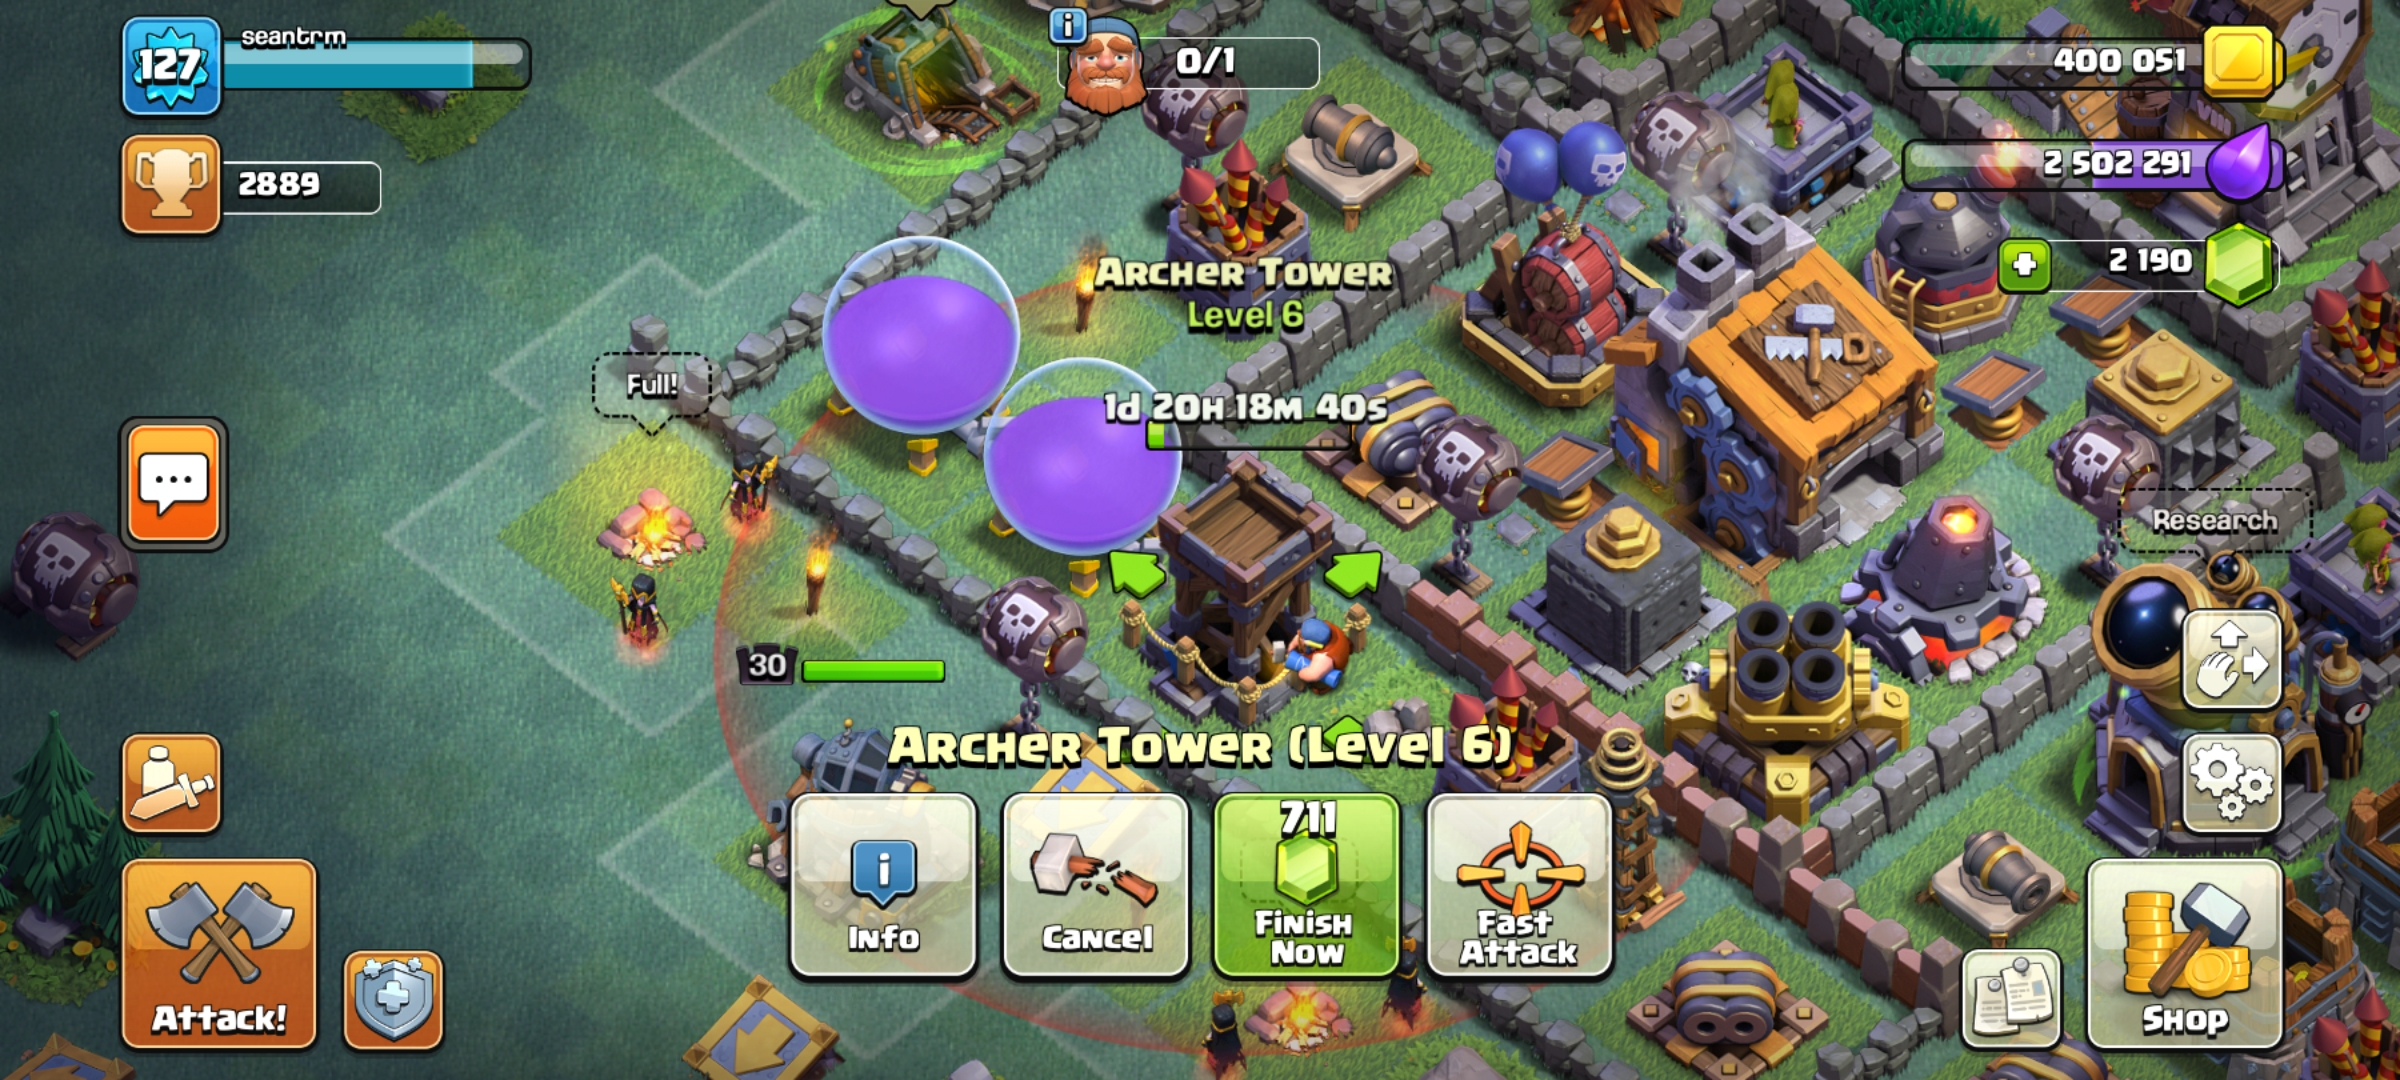 127
seantrm
0/1
400 051
2889
2 502 291
2 190
Archer Tower
Level 6
Full!
1d 20H 18M 40s
Research
30
Archer Tower (Level 6)
Info
Cancel
711
Finish
Now
Fast
Attack
Attack!
Shop